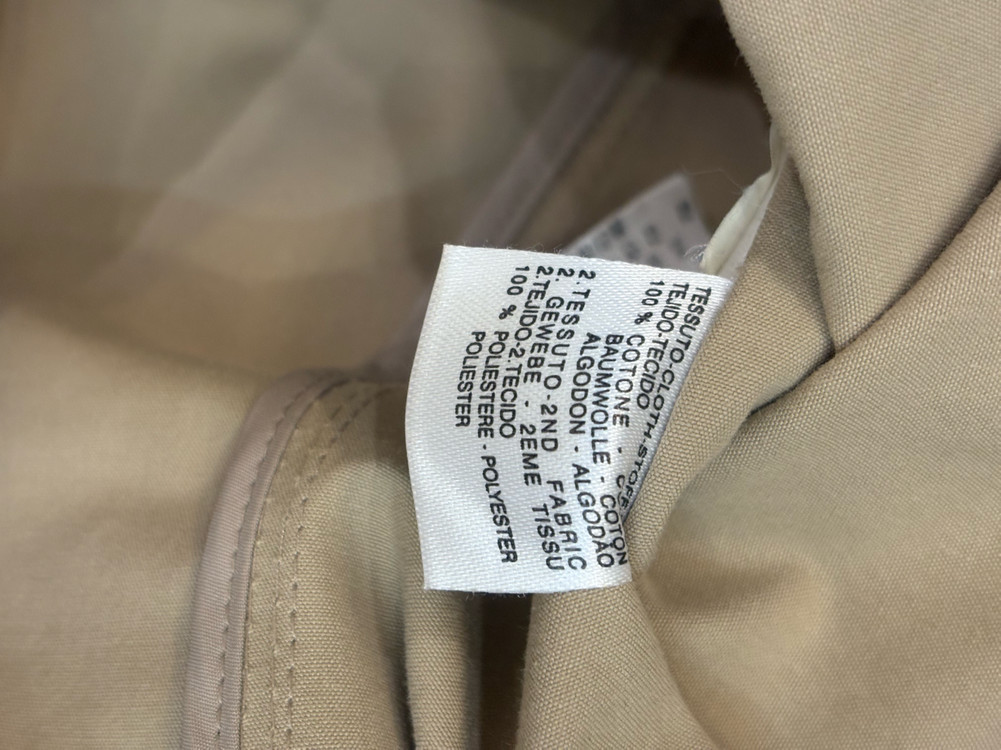 TESSUTO-CLOTH-STOFF
TEJIDO-TECIDO
100 % COTONE -
BAUMWOLLE - COTON
ALGODON - ALGODÃO
2.TESSUTO-2ND FABRIC
2. GEWEBE - 2EME TISSU
2.TEJIDO-2.TECIDO
100 % POLIESTERE - POLYESTER
POLIESTER